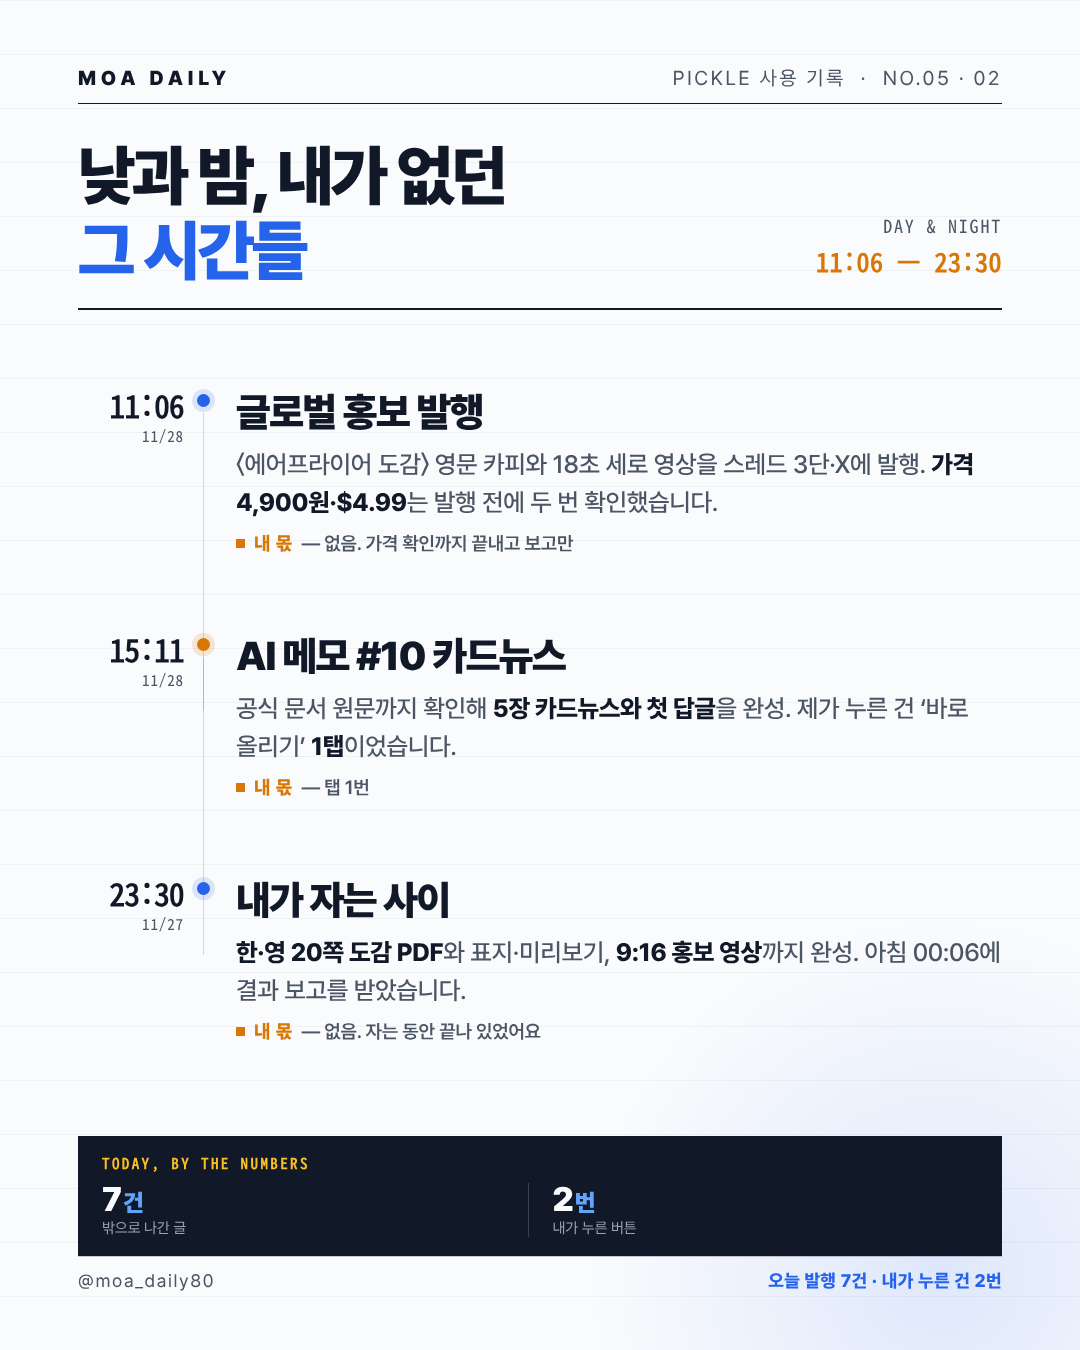 MOA DAILY
PICKLE 사용 기록 · NO.05 · 02
낮과 밤, 내가 없던
그 시간들
DAY & NIGHT
11:06 — 23:30
11:06
11/28
글로벌 홍보 발행
〈에어프라이어 도감〉 영문 카피와 18초 세로 영상을 스레드 3단·X에 발행. 가격
4,900원·$4.99는 발행 전에 두 번 확인했습니다.
내 몫 — 없음. 가격 확인까지 끝내고 보고만
15:11
11/28
AI 메모 #10 카드뉴스
공식 문서 원문까지 확인해 5장 카드뉴스와 첫 답글을 완성. 제가 누른 건 ‘바로
올리기’ 1탭이었습니다.
내 몫 — 탭 1번
23:30
11/27
내가 자는 사이
한·영 20쪽 도감 PDF와 표지·미리보기, 9:16 홍보 영상까지 완성. 아침 00:06에
결과 보고를 받았습니다.
내 몫 — 없음. 자는 동안 끝나 있었어요
TODAY, BY THE NUMBERS
7건
밖으로 나간 글
2번
내가 누른 버튼
@moa_daily80
오늘 발행 7건 · 내가 누른 건 2번